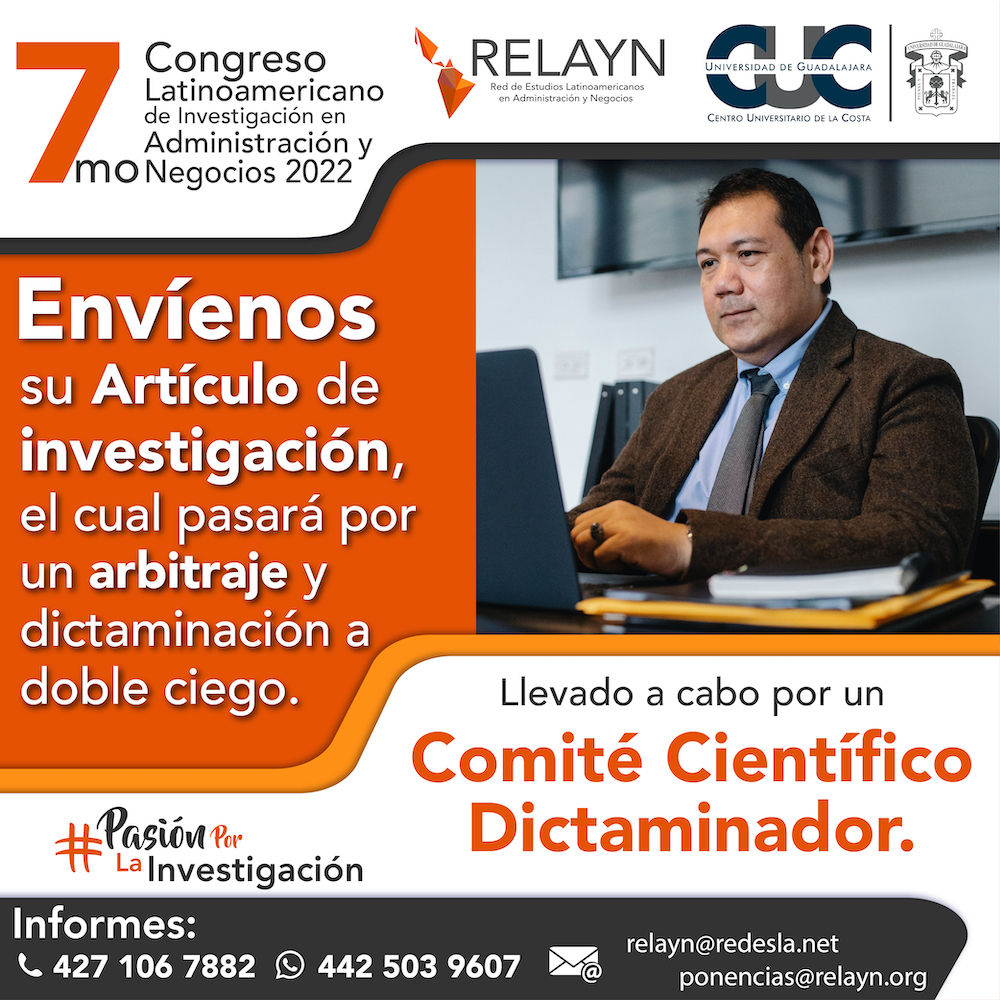 7mo
Congreso
Latinoamericano
de Investigación en
Administración y
Negocios 2022
RELAYN
Red de Estudios Latinoamericanos
en Administración y Negocios
CUC
Universidad de Guadalajara
Centro Universitario de la Costa
Envíenos
su Artículo de
investigación,
el cual pasará por
un arbitraje y
dictaminación a
doble ciego.
Llevado a cabo por un
Comité Científico
Dictaminador.
#Pasión Por
La Investigación
Informes:
427 106 7882
442 503 9607
@
relayn@redesla.net
ponencias@relayn.org